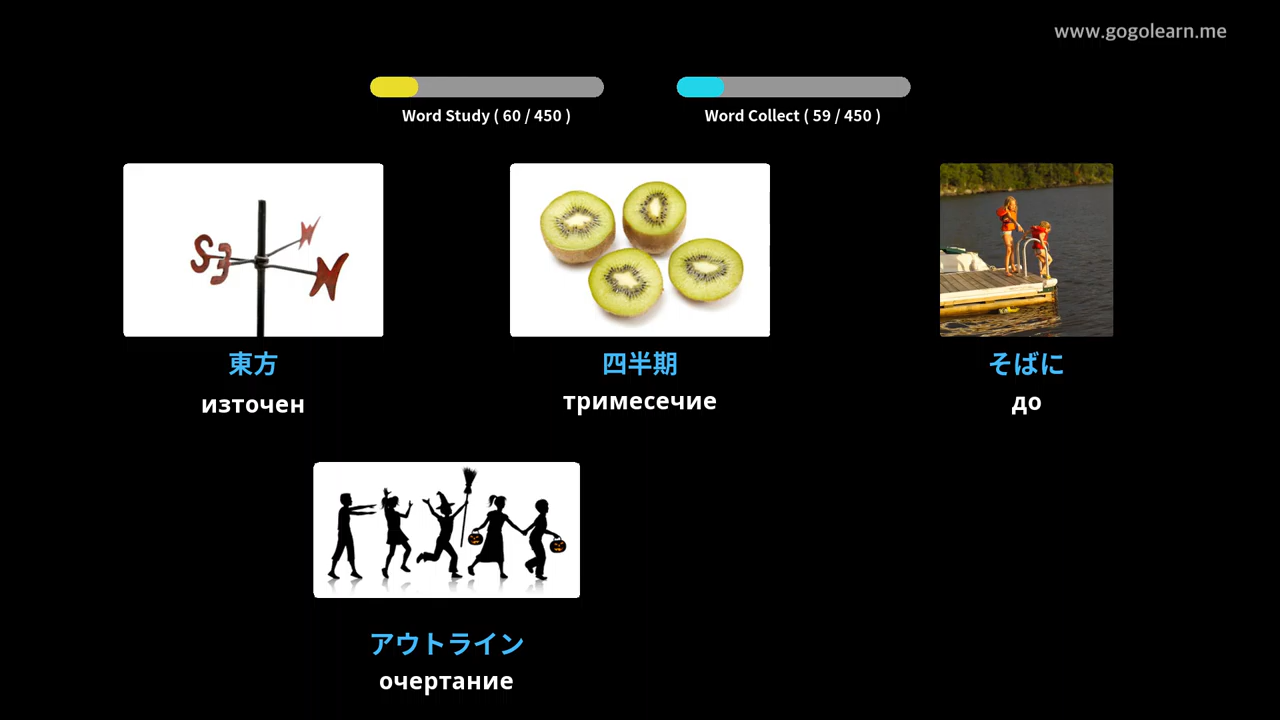 www.gogolearn.me
Word Study ( 60 / 450 )
Word Collect ( 59 / 450 )
東方
източен
四半期
тримесечие
そばに
до
アウトライン
очертание